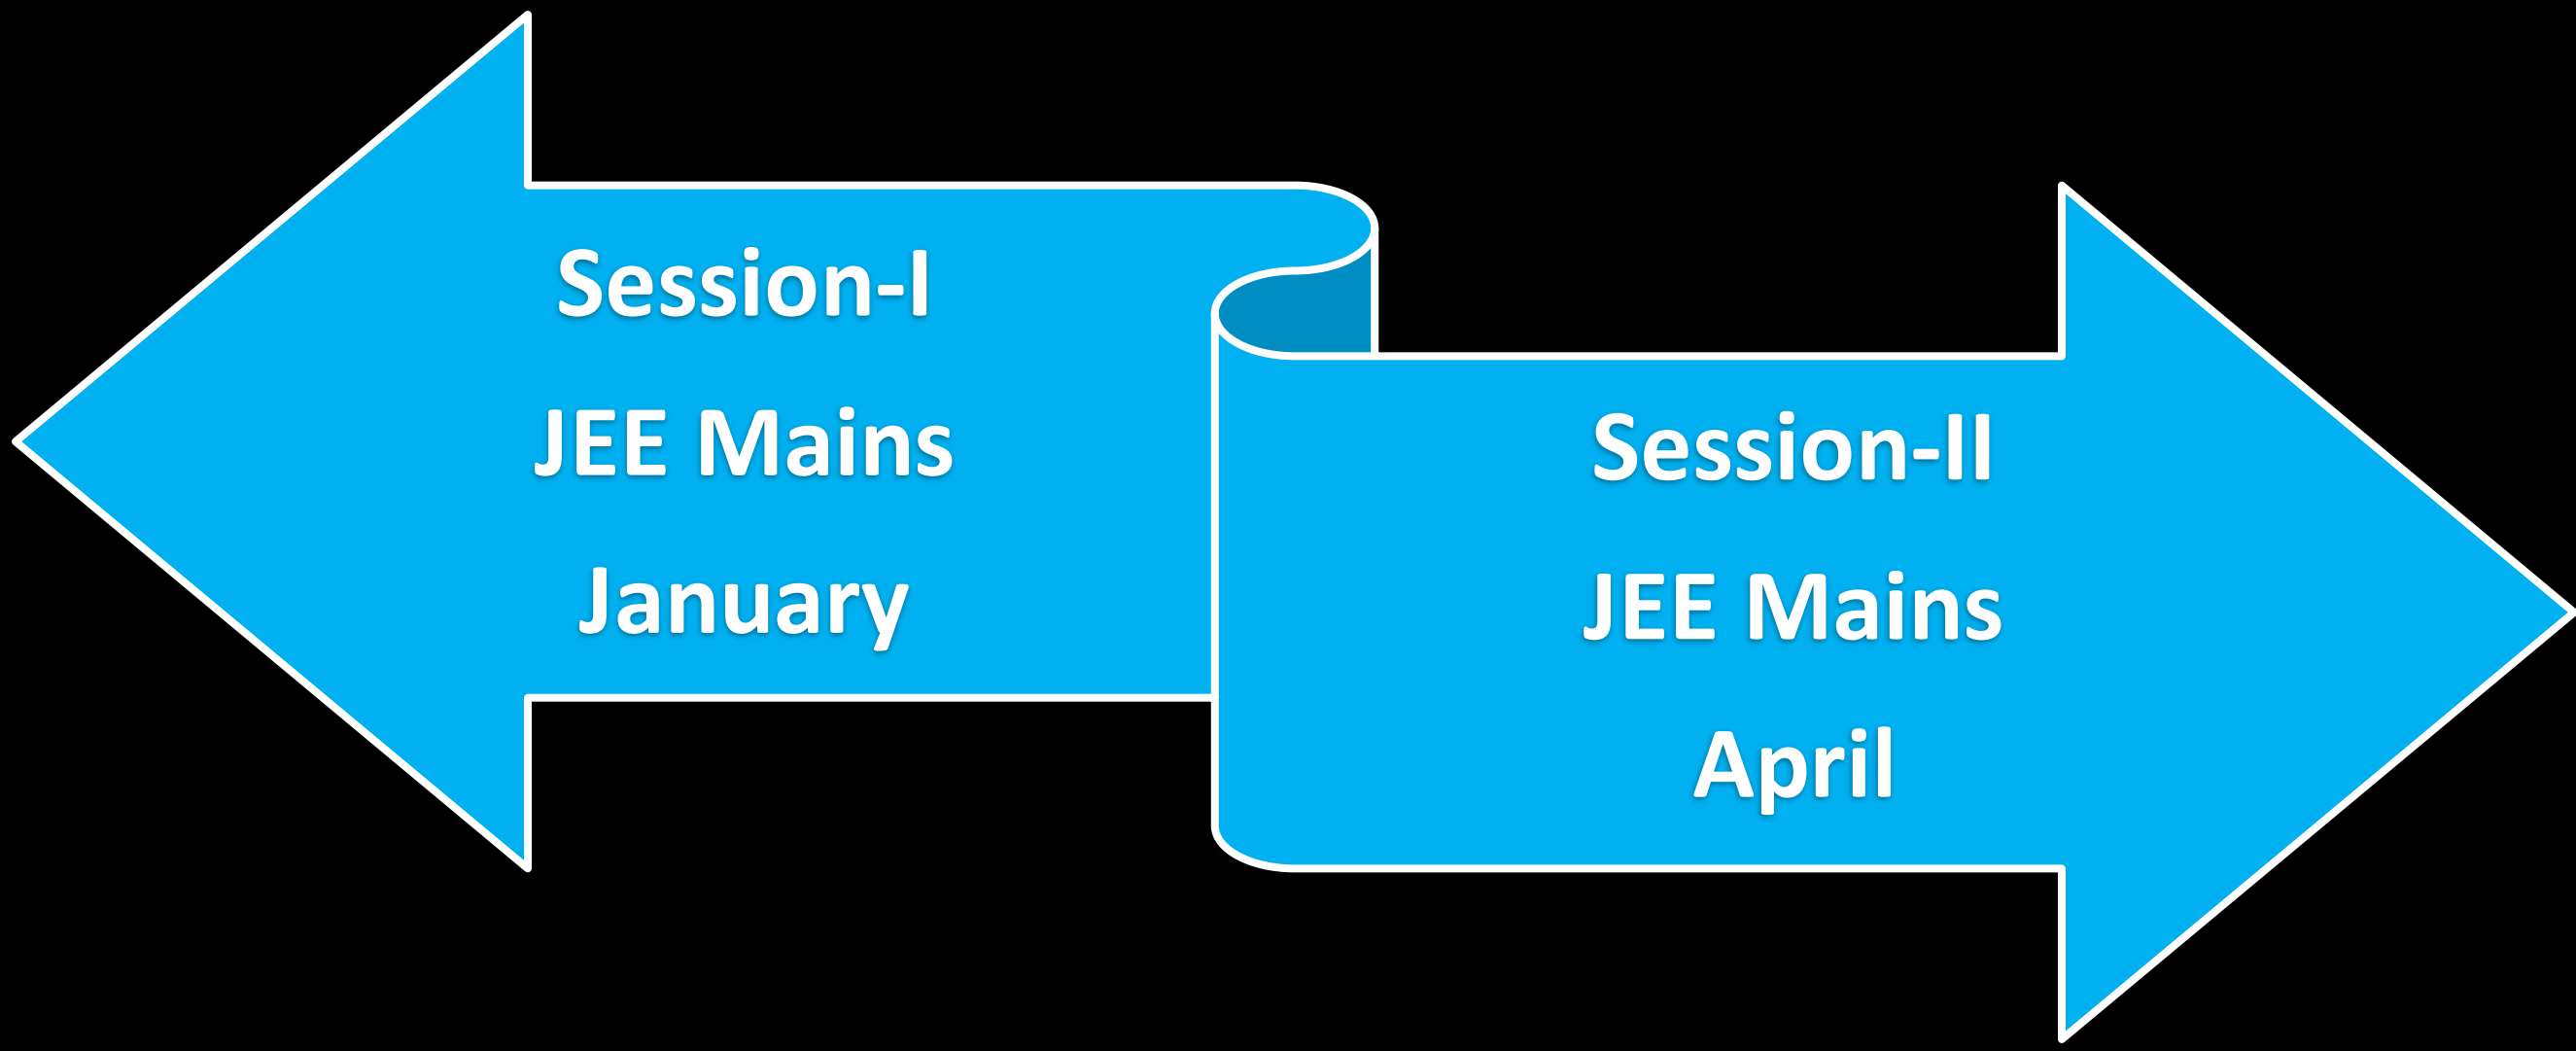 Session-I
JEE Mains
January
Session-II
JEE Mains
April